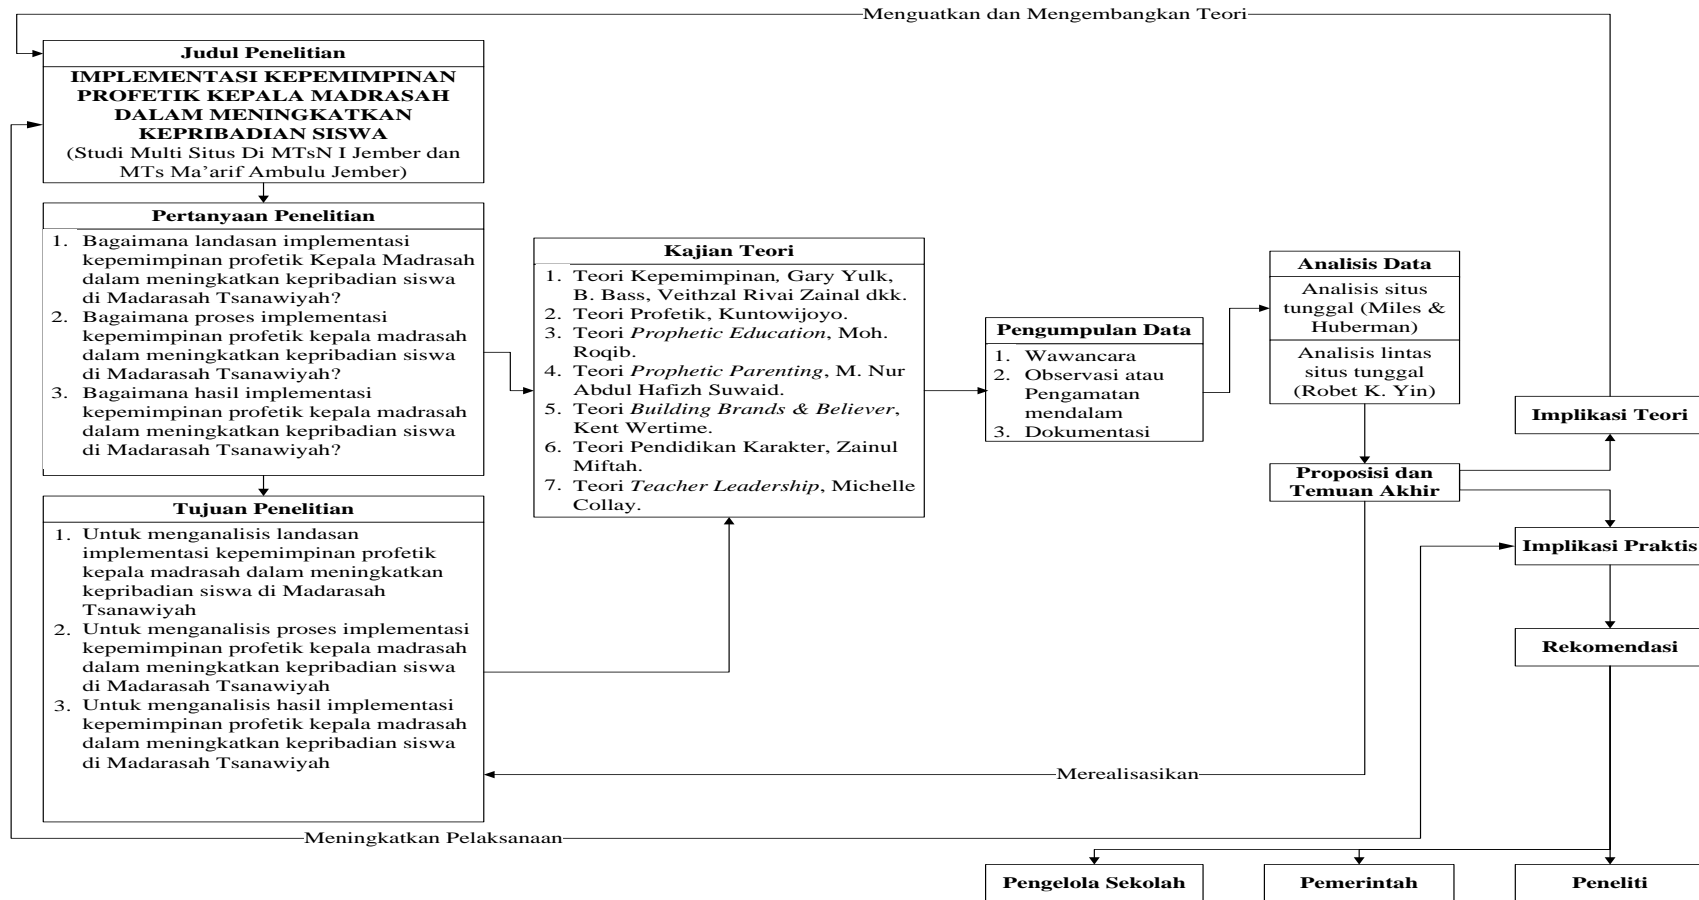 Menguatkan dan Mengembangkan Teori
Judul Penelitian
IMPLEMENTASI KEPEMIMPINAN
PROFETIK KEPALA MADRASAH
DALAM MENINGKATKAN
KEPRIBADIAN SISWA
(Studi Multi Situs Di MTsN I Jember dan
MTs Ma'arif Ambulu Jember)
Pertanyaan Penelitian
1. Bagaimana landasan implementasi
kepemimpinan profetik Kepala Madrasah
dalam meningkatkan kepribadian siswa
di Madarasah Tsanawiyah?
2. Bagaimana proses implementasi
kepemimpinan profetik kepala madrasah
dalam meningkatkan kepribadian siswa
di Madarasah Tsanawiyah?
3. Bagaimana hasil implementasi
kepemimpinan profetik kepala madrasah
dalam meningkatkan kepribadian siswa
di Madarasah Tsanawiyah?
Tujuan Penelitian
1. Untuk menganalisis landasan
implementasi kepemimpinan profetik
kepala madrasah dalam meningkatkan
kepribadian siswa di Madarasah
Tsanawiyah
2. Untuk menganalisis proses implementasi
kepemimpinan profetik kepala madrasah
dalam meningkatkan kepribadian siswa
di Madarasah Tsanawiyah
3. Untuk menganalisis hasil implementasi
kepemimpinan profetik kepala madrasah
dalam meningkatkan kepribadian siswa
di Madarasah Tsanawiyah
Kajian Teori
1. Teori Kepemimpinan, Gary Yulk,
B. Bass, Veithzal Rivai Zainal dkk.
2. Teori Profetik, Kuntowijoyo.
3. Teori Prophetic Education, Moh.
Roqib.
4. Teori Prophetic Parenting, M. Nur
Abdul Hafizh Suwaid.
5. Teori Building Brands & Believer,
Kent Wertime.
6. Teori Pendidikan Karakter, Zainul
Miftah.
7. Teori Teacher Leadership, Michelle
Collay.
Pengumpulan Data
1. Wawancara
2. Observasi atau
Pengamatan
mendalam
3. Dokumentasi
Analisis Data
Analisis situs
tunggal (Miles &
Huberman)
Analisis lintas
situs tunggal
(Robet K. Yin)
Proposisi dan
Temuan Akhir
Implikasi Teori
Implikasi Praktis
Rekomendasi
Merealisasikan
Meningkatkan Pelaksanaan
Pengelola Sekolah
Pemerintah
Peneliti